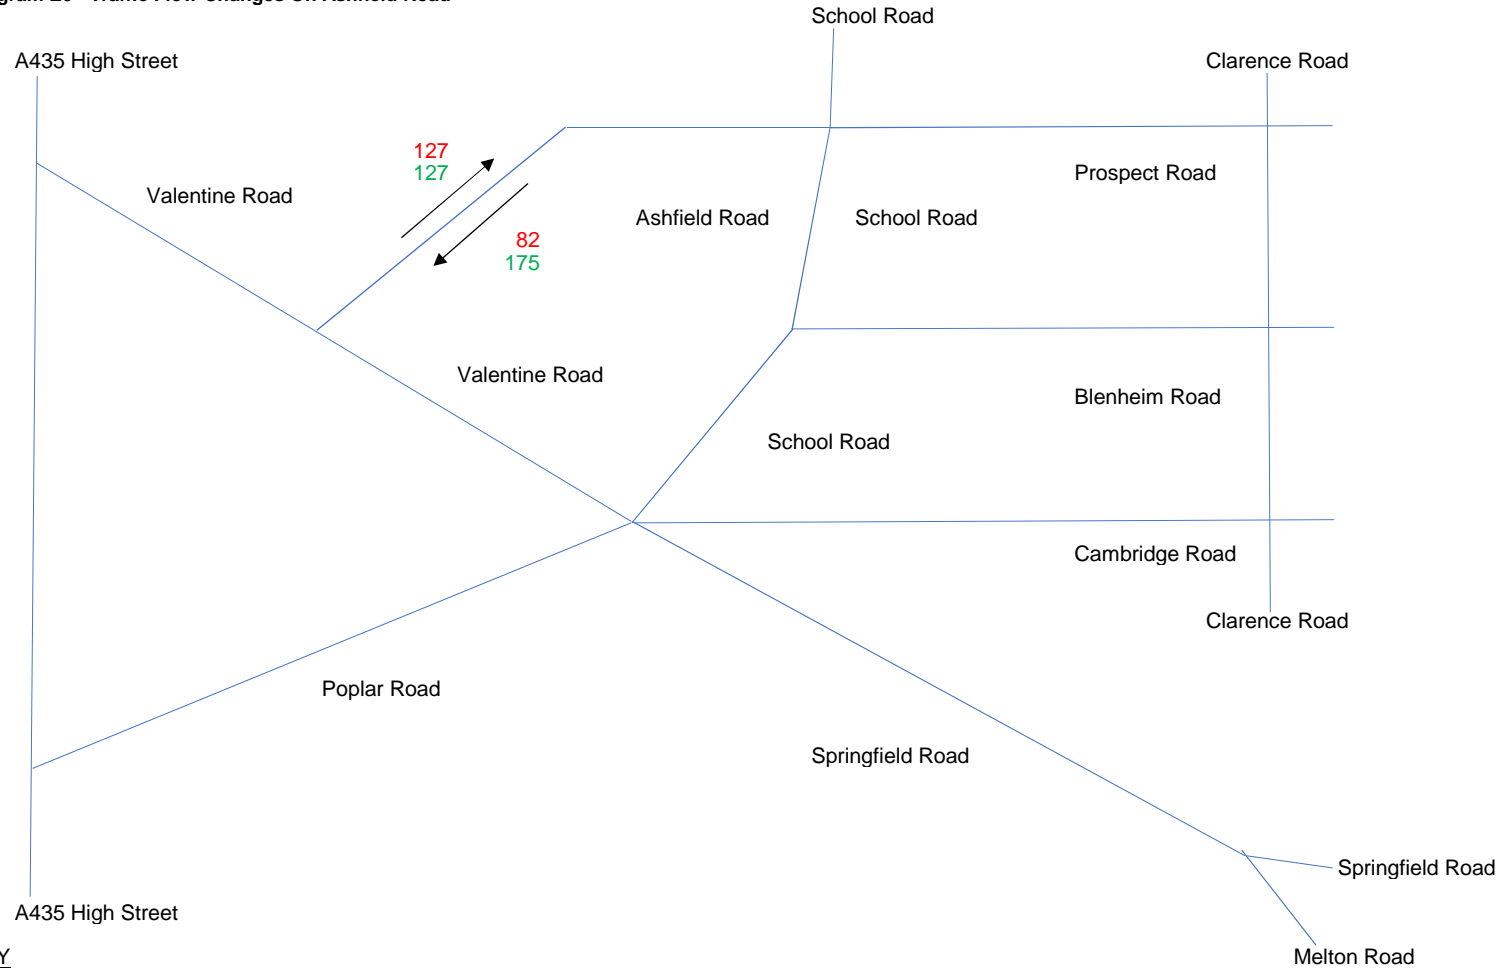 School Road
A435 High Street
Clarence Road
127
127
Prospect Road
Valentine Road
Ashfield Road
School Road
82
175
Valentine Road
Blenheim Road
School Road
Cambridge Road
Clarence Road
Poplar Road
Springfield Road
Springfield Road
A435 High Street
Melton Road